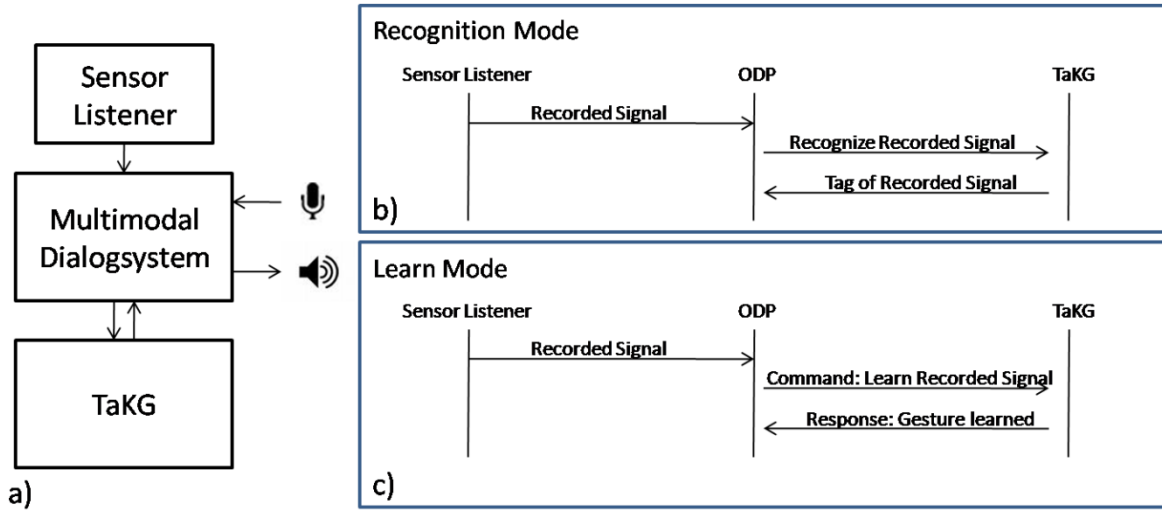 Sensor
Listener
Multimodal
Dialogsystem
TaKG
a)
Recognition Mode
Sensor Listener ODP TaKG
Recorded Signal
Recognize Recorded Signal
Tag of Recorded Signal
b)
Learn Mode
Sensor Listener ODP TaKG
Recorded Signal
Command: Learn Recorded Signal
Response: Gesture learned
c)